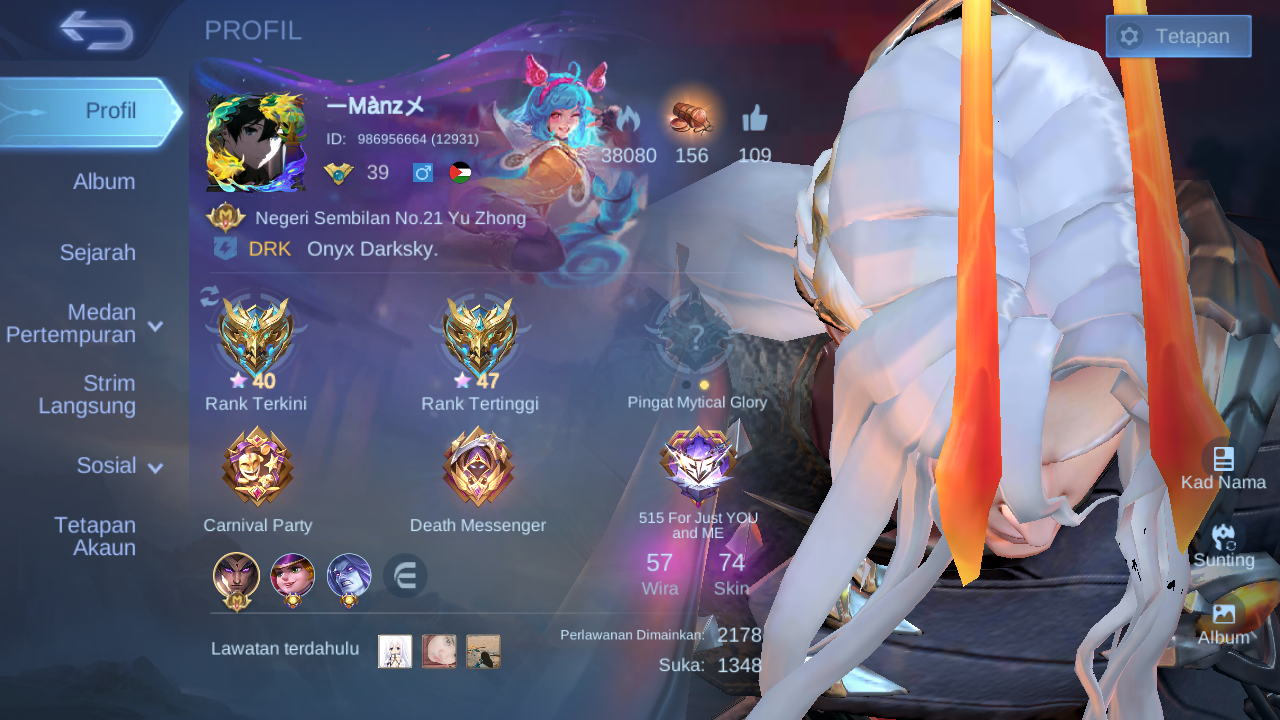 PROFIL
Tetapan
Profil
Album
Sejarah
Medan
Pertempuran
Strim
Langsung
Sosial
Tetapan
Akaun
一Mànzメ
ID: 986956664 (12931)
39
38080
156
109
Negeri Sembilan No.21 Yu Zhong
DRK Onyx Darksky.
40
Rank Terkini
47
Rank Tertinggi
?
Pingat Mytical Glory
Carnival Party
Death Messenger
515 For Just YOU
and ME
57
Wira
74
Skin
M
Lawatan terdahulu
Perlawanan Dimainkan: 2178
Suka: 1348
Kad Nama
Sunting
Album